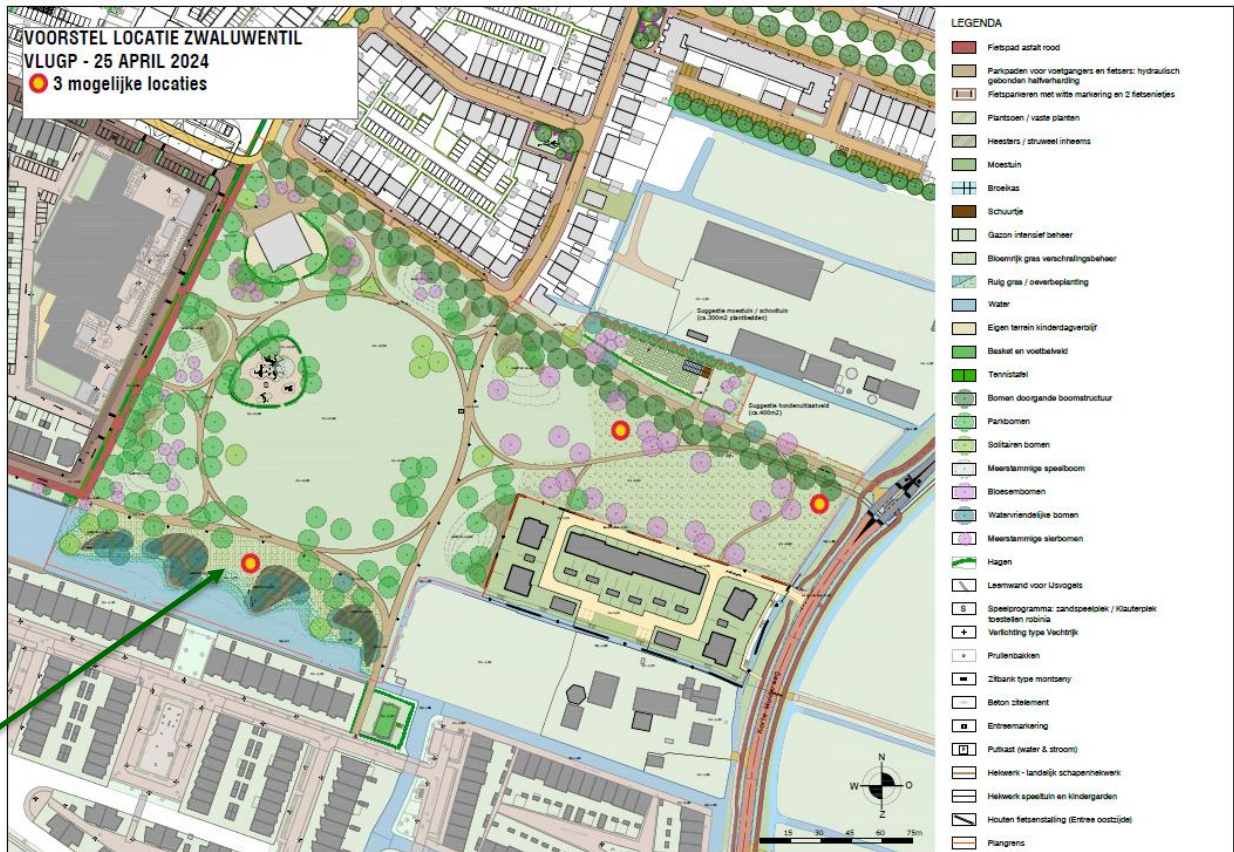 VOORSTEL LOCATIE ZWALUWENTIL
VLUGP - 25 APRIL 2024
3 mogelijke locaties
Suggestie moestuin / schooltuin
(ca.300m2 plantbedden)
Suggestie hondenuitlaatveld
(ca.400m2)
N
W
O
Z
15 30 45 60 75m
LEGENDA
Fietspad asfalt rood
Parkpaden voor voetgangers en fietsers: hydraulisch
gebonden halfverharding
Fietsparkeren met witte markering en 2 fietsenietjes
Plantsoen / vaste planten
Heesters / struweel inheems
Moestuin
Broeikas
Schuurtje
Gazon intensief beheer
Bloemrijk gras verschralingsbeheer
Ruig gras / oeverbeplanting
Water
Eigen terrein kinderdagverblijf
Basket en voetbalveld
Tennistafel
Bomen doorgande boomstructuur
Parkbomen
Solitairen bomen
Meerstammige speelboom
Bloesembomen
Watervriendelijke bomen
Meerstammige sierbomen
Hagen
Leemwand voor IJsvogels
S
Speelprogramma: zandspeelplek / Klauterplek
toestellen robinia
Verlichting type Vechtrijk
Prullenbakken
Zitbank type montseny
Beton zitelement
Entreemarkering
P
Putkast (water & stroom)
Hekwerk - landelijk schapenhekwerk
Hekwerk speeltuin en kindergarden
Houten fietsenstalling (Entree oostzijde)
Plangrens